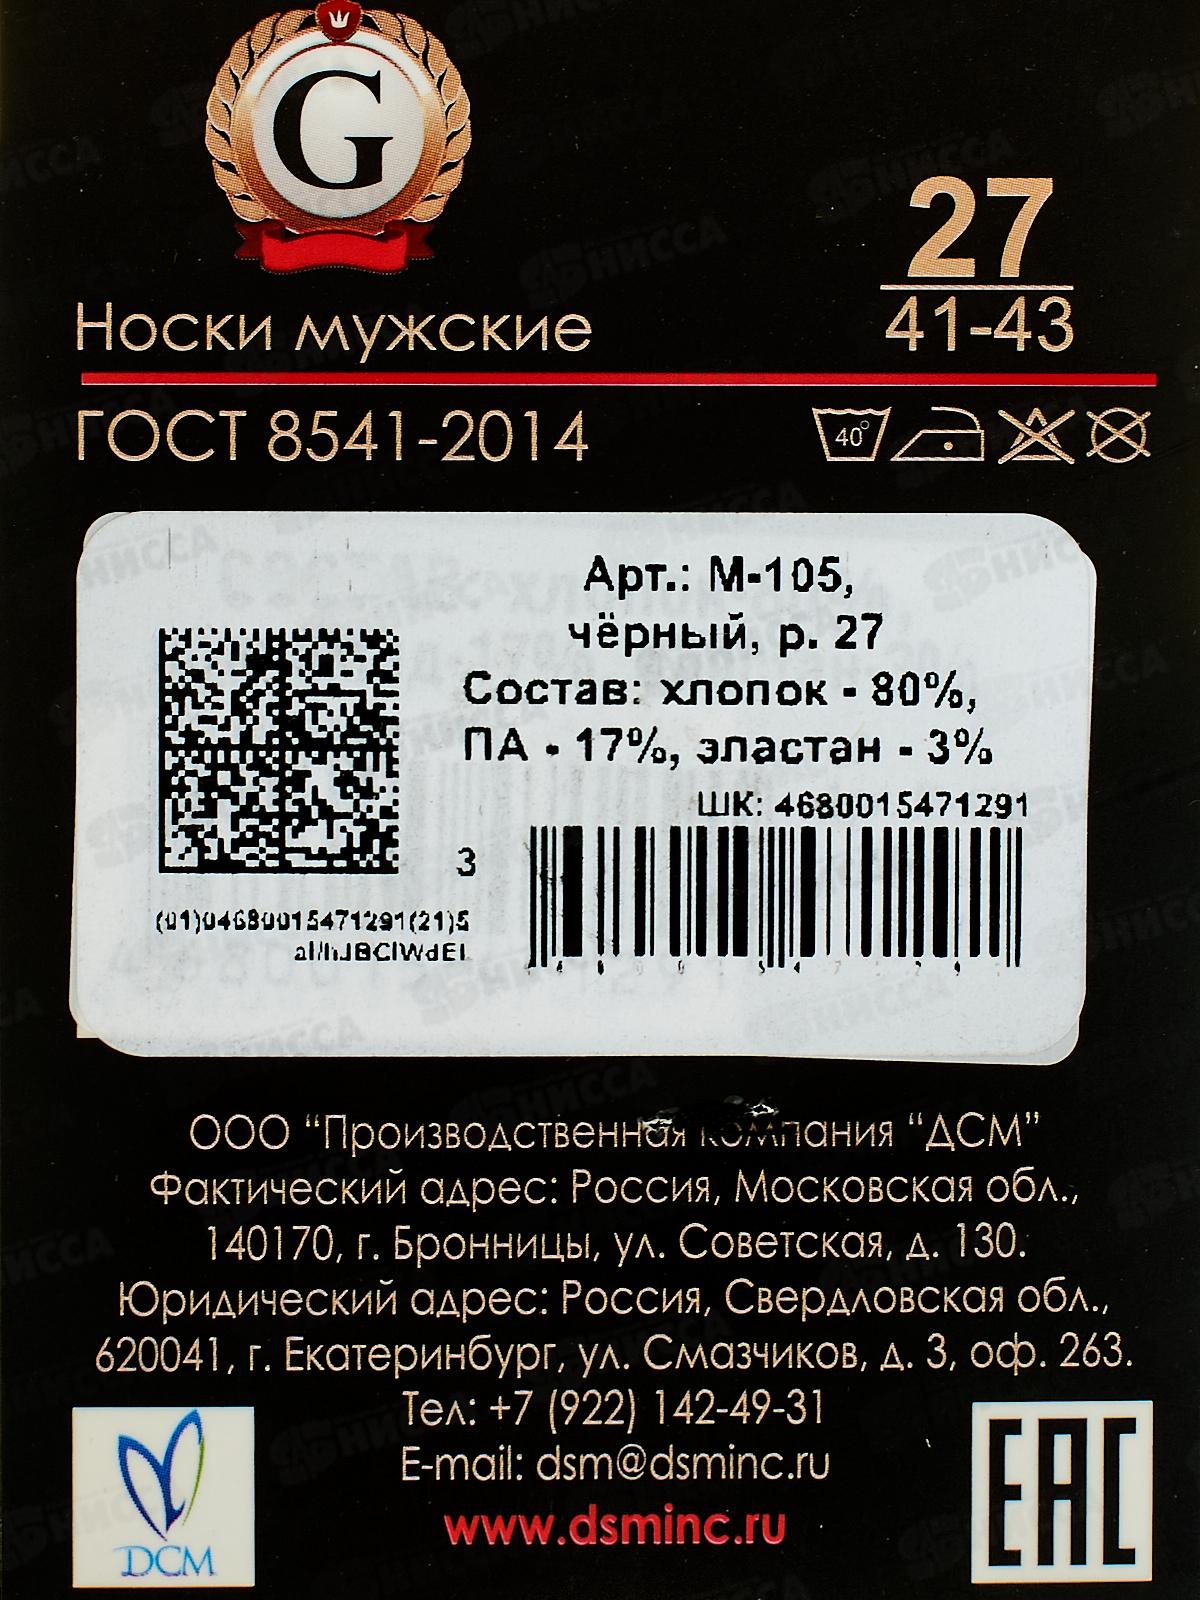 G
27
Носки мужские
41-43
ГОСТ 8541-2014
40°
Арт.: М-105,
чёрный, р. 27
Состав: хлопок - 80%,
ПА - 17%, эластан - 3%
ШК: 4680015471291
3
(01)04680015471291(21)5
ООО "Производственная компания "ДСМ"
Фактический адрес: Россия, Московская обл.,
140170, г. Бронницы, ул. Советская, д. 130.
Юридический адрес: Россия, Свердловская обл.,
620041, г. Екатеринбург, ул. Смазчиков, д. 3, оф. 263.
Тел: +7 (922) 142-49-31
E-mail: dsm@dsminc.ru
www.dsminc.ru
ДСМ
ЕАС